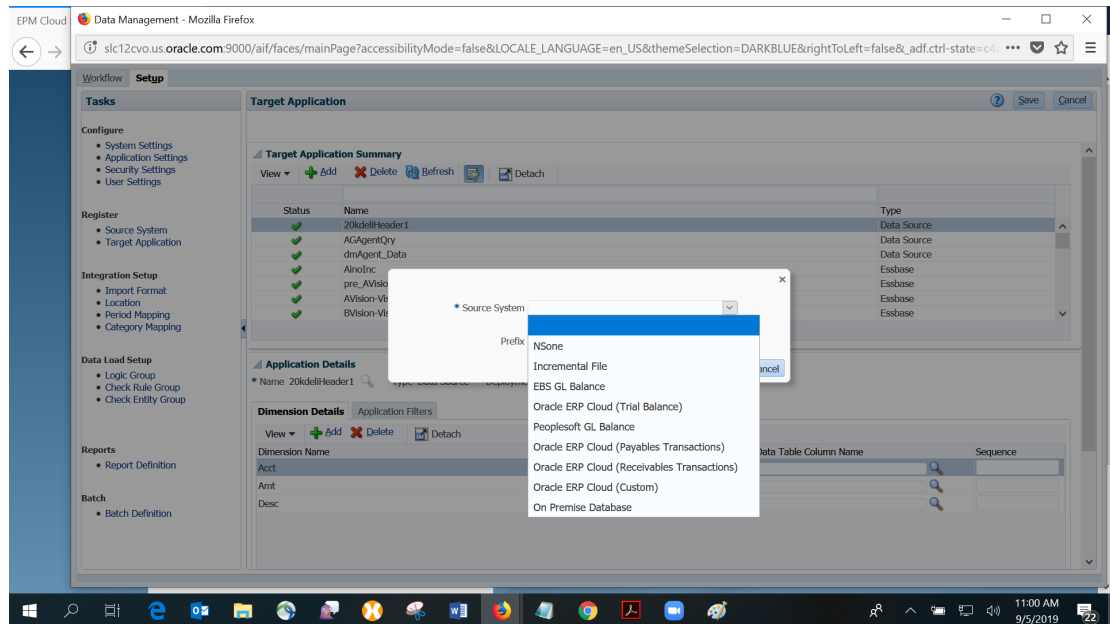 EPM Cloud
Data Management - Mozilla Firefox
slc12cvo.us.oracle.com:9000/aif/faces/mainPage?accessibilityMode=false&LOCALE_LANGUAGE=en_US&themeSelection=DARKBLUE&rightToLeft=false&_adf.ctrl-state=c4
Workflow Setup
Tasks
Target Application
Save Cancel
Configure
System Settings
Application Settings
Security Settings
User Settings
Register
Source System
Target Application
Integration Setup
Import Format
Location
Period Mapping
Category Mapping
Data Load Setup
Logic Group
Check Rule Group
Check Entity Group
Reports
Report Definition
Batch
Batch Definition
Target Application Summary
View Add Delete Refresh Detach
Status Name Type
20kdeliHeader1 Data Source
AGAgentQry Data Source
dmAgent_Data Data Source
AinoInc Essbase
pre_AVisio Essbase
AVision-Vis Essbase
BVision-Vis Essbase
* Source System
Prefix
NSone
Incremental File
EBS GL Balance
Oracle ERP Cloud (Trial Balance)
Peoplesoft GL Balance
Oracle ERP Cloud (Payables Transactions)
Oracle ERP Cloud (Receivables Transactions)
Oracle ERP Cloud (Custom)
On Premise Database
ancel
Application Details
* Name 20kdeliHeader1 Type Data Source Deployme
Dimension Details Application Filters
View Add Delete Detach
Dimension Name Data Table Column Name Sequence
Acct
Amt
Desc
11:00 AM
9/5/2019
22